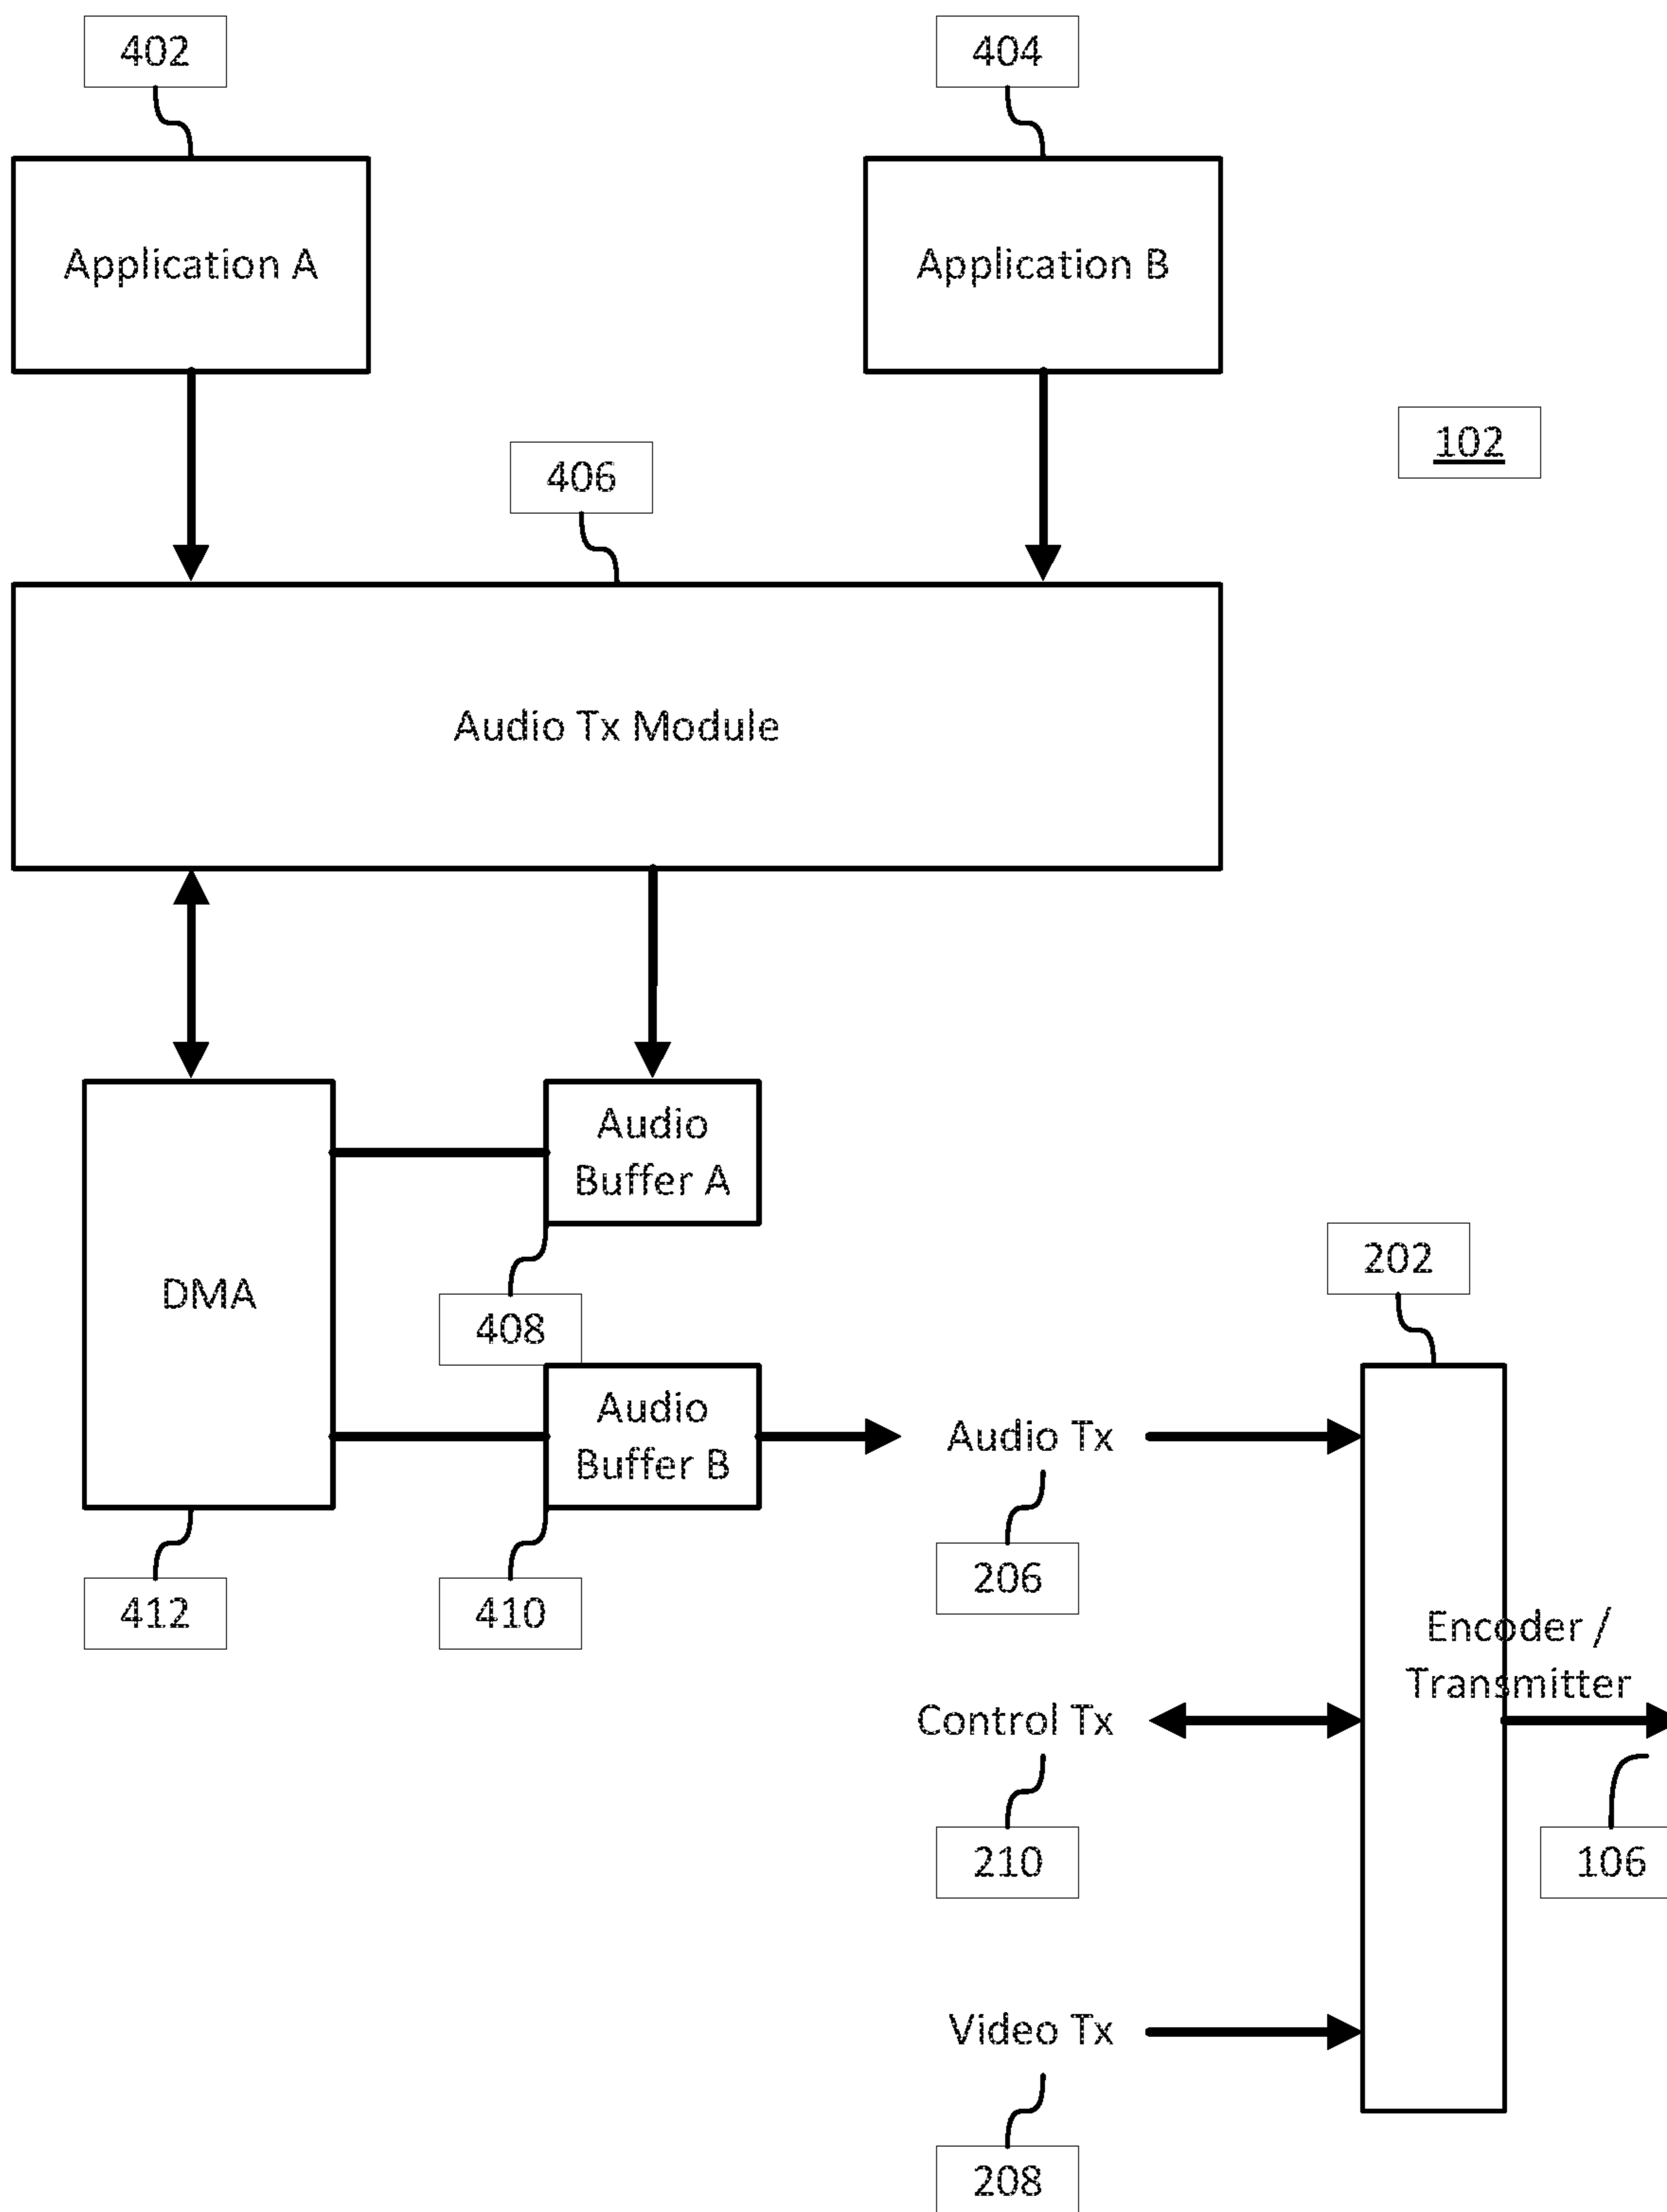 402
404
Application A
Application B
102
406
Audio Tx Module
Audio
Buffer A
DMA
408
202
Audio
Buffer B
Audio Tx
412
410
206
Encoder /
Transmitter
Control Tx
210
106
Video Tx
208